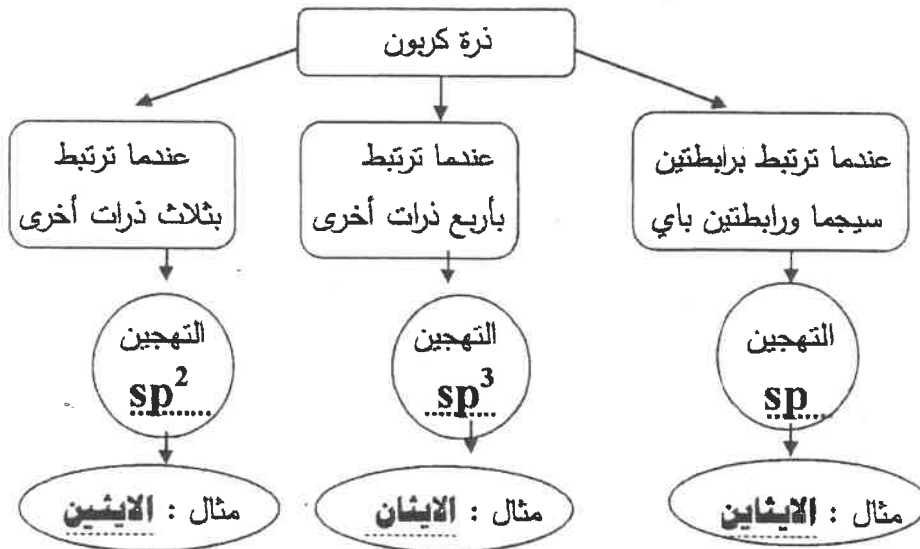 ذرة كربون
عندما ترتبط برابطتين
سيجما ورابطتين باي
عندما ترتبط
بأربع ذرات أخرى
عندما ترتبط
بثلاث ذرات أخرى
التهجين
sp
التهجين
sp³
التهجين
sp²
مثال : الايثاين
مثال : الايثان
مثال : الايثين